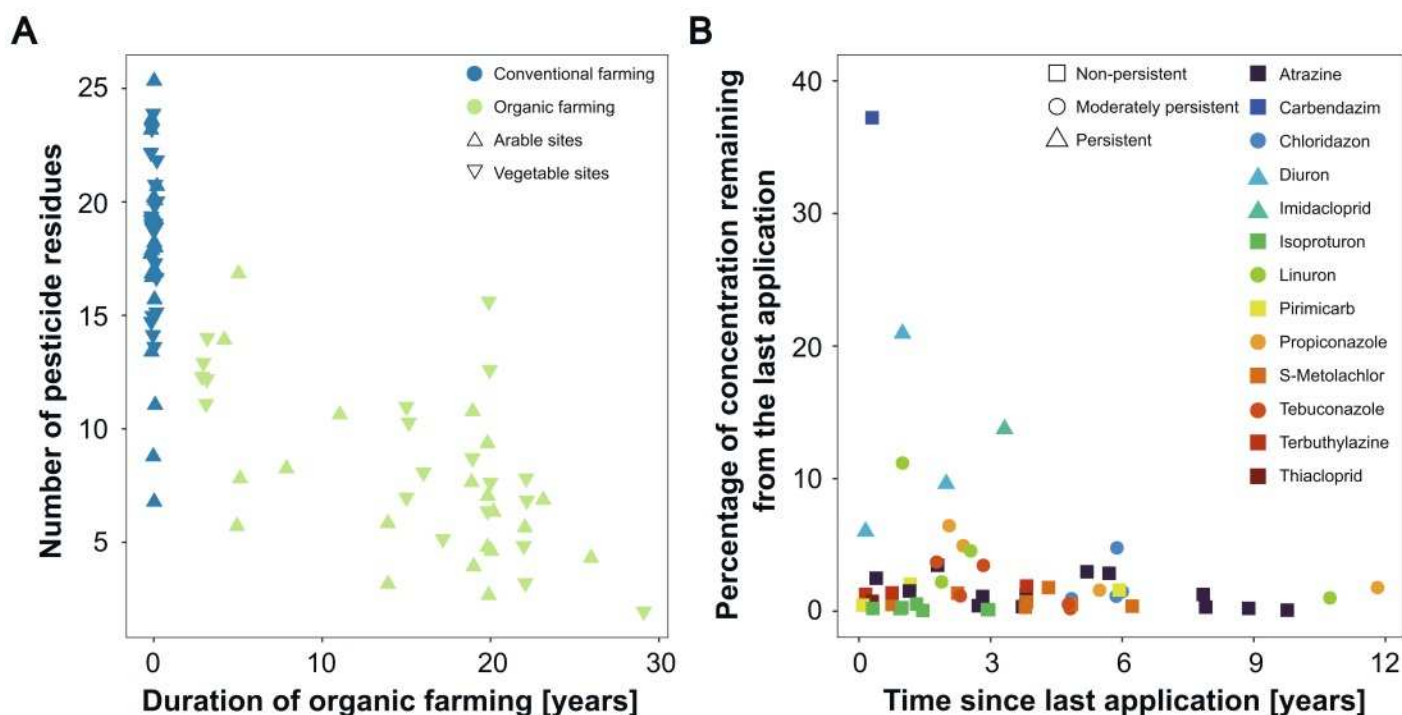 A
Number of pesticide residues
25
20
15
10
5
0
10
20
30
Duration of organic farming [years]
Conventional farming
Organic farming
Arable sites
Vegetable sites
B
Percentage of concentration remaining
from the last application
40
30
20
10
0
0
3
6
9
12
Time since last application [years]
Non-persistent
Moderately persistent
Persistent
Atrazine
Carbendazim
Chloridazon
Diuron
Imidacloprid
Isoproturon
Linuron
Pirimicarb
Propiconazole
S-Metolachlor
Tebuconazole
Terbuthylazine
Thiacloprid